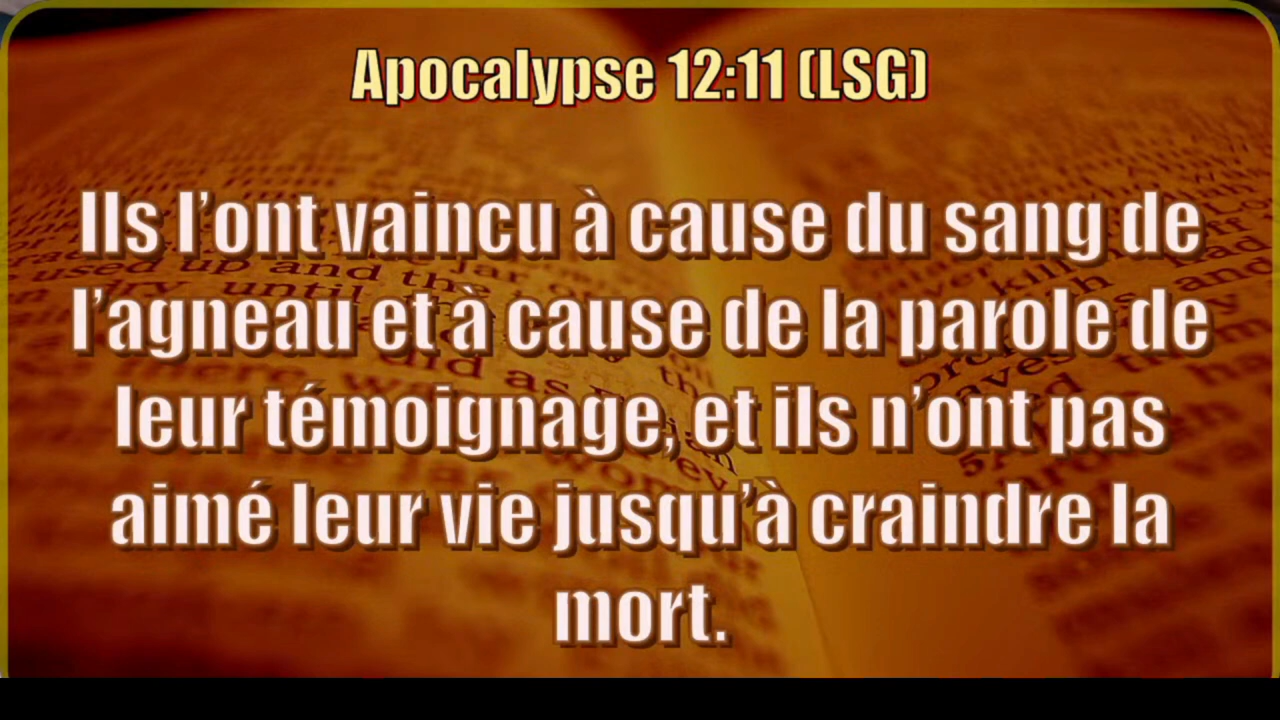 Apocalypse 12:11 (LSG)
Ils l’ont vaincu à cause du sang de
l’agneau et à cause de la parole de
leur témoignage, et ils n’ont pas
aimé leur vie jusqu’à craindre la
mort.